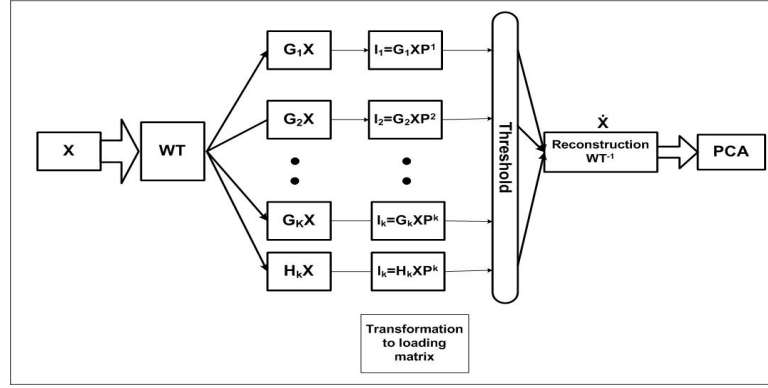 G₁X
I₁=G₁XP¹
G₂X
I₂=G₂XP²
X
WT
Threshold
Ẋ
Reconstruction
WT⁻¹
PCA
GₖX
Iₖ=GₖXPᵏ
HₖX
Iₖ=HₖXPᵏ
Transformation
to loading
matrix